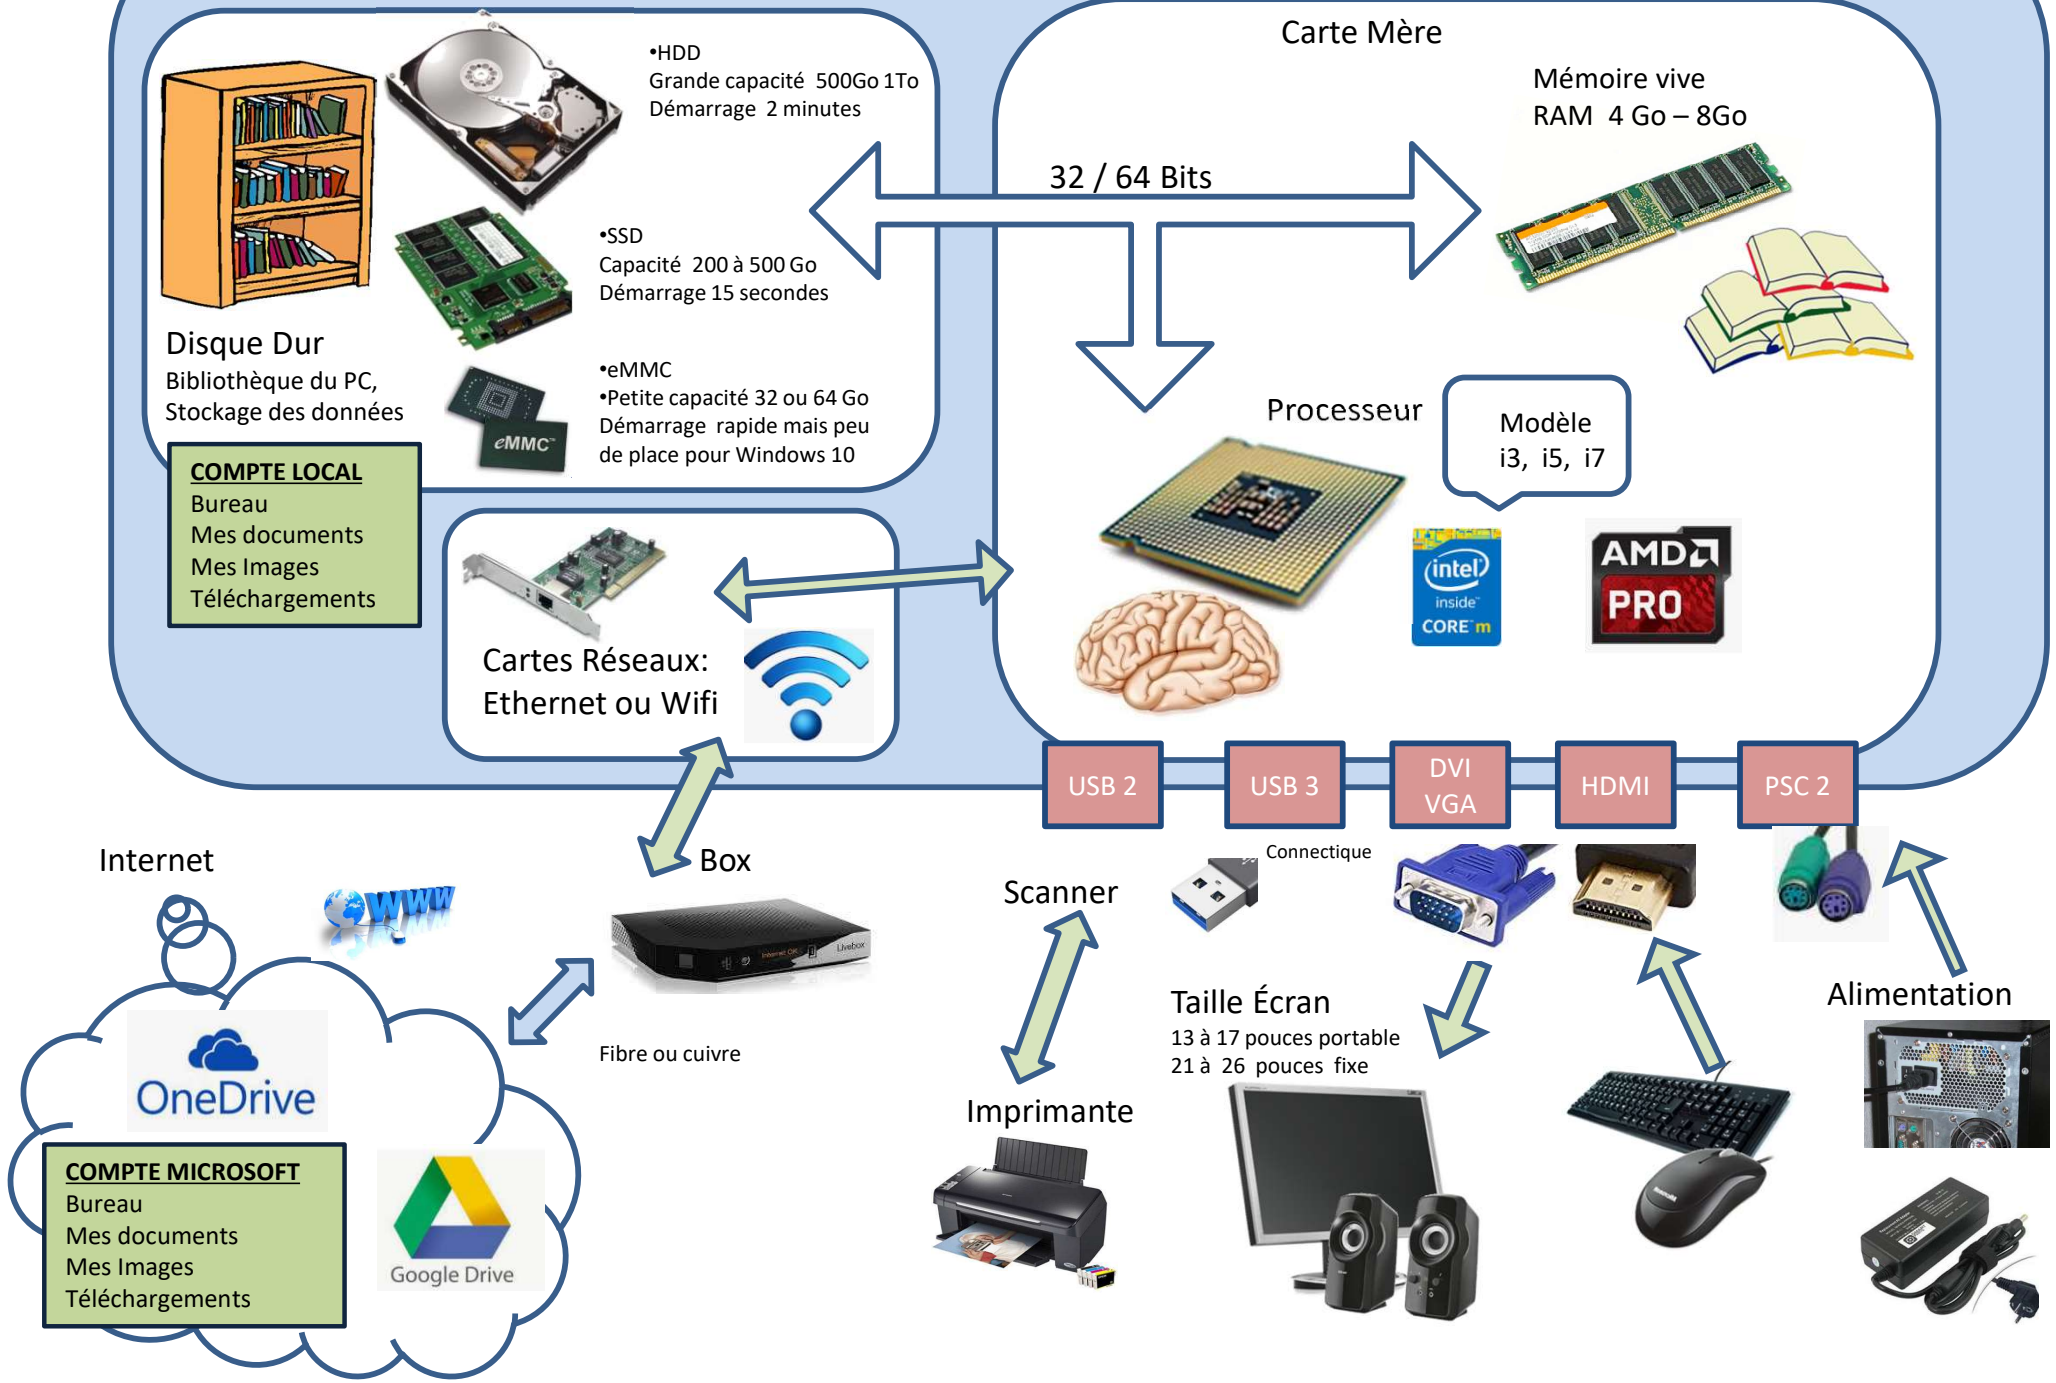 Carte Mère
•HDD
Grande capacité 500Go 1To
Démarrage 2 minutes
Mémoire vive
RAM 4 Go – 8Go
32 / 64 Bits
•SSD
Capacité 200 à 500 Go
Démarrage 15 secondes
Disque Dur
Bibliothèque du PC,
Stockage des données
•eMMC
•Petite capacité 32 ou 64 Go
Démarrage rapide mais peu
de place pour Windows 10
eMMC
Processeur
Modèle
i3, i5, i7
COMPTE LOCAL
Bureau
Mes documents
Mes Images
Téléchargements
intel
inside
CORE m
AMD
PRO
Cartes Réseaux:
Ethernet ou Wifi
USB 2
USB 3
DVI
VGA
HDMI
PSC 2
Internet
WWW
Box
Internet OK
Livebox
Connectique
Scanner
Fibre ou cuivre
Taille Écran
13 à 17 pouces portable
21 à 26 pouces fixe
Alimentation
Imprimante
OneDrive
COMPTE MICROSOFT
Bureau
Mes documents
Mes Images
Téléchargements
Google Drive